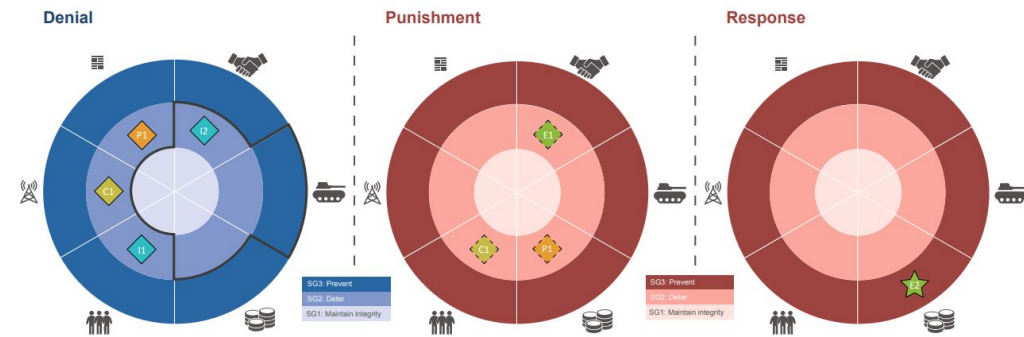 Denial
Punishment
Response
P1
I2
C1
I1
E1
C1
P1
E2
SG3: Prevent
SG2: Deter
SG1: Maintain integrity
SG3: Prevent
SG2: Deter
SG1: Maintain integrity